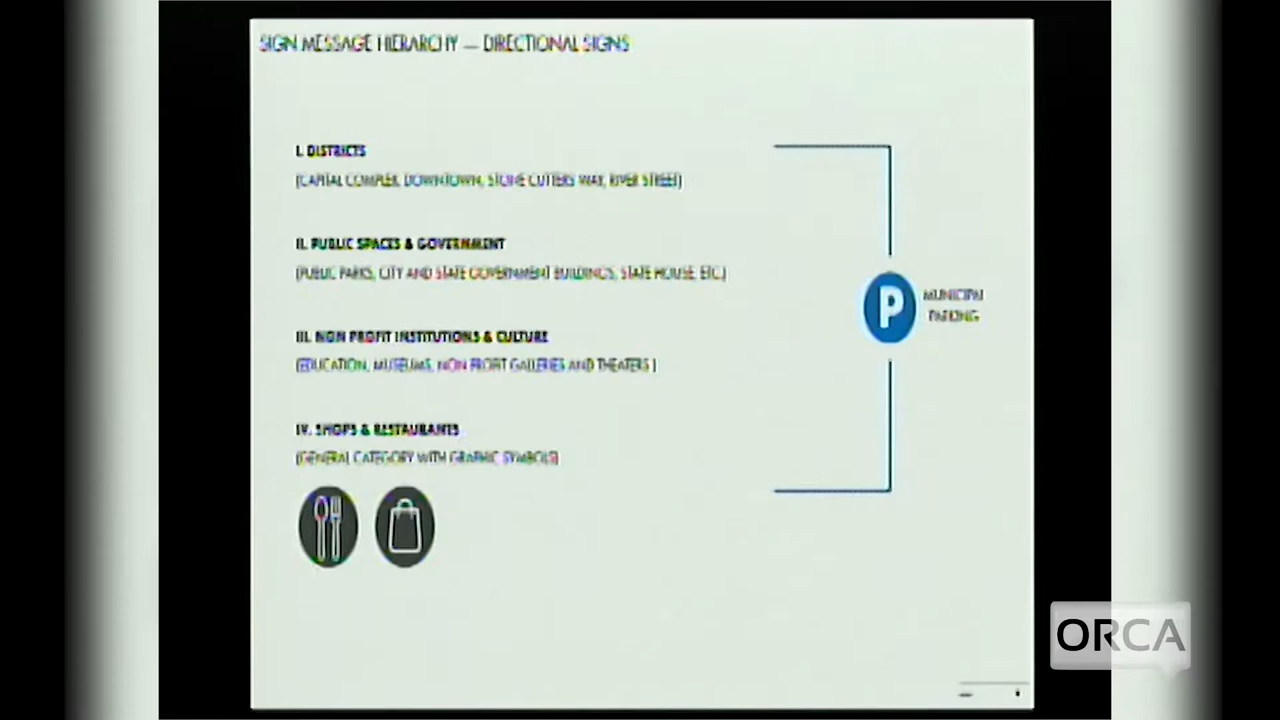 SIGN MESSAGE HIERARCHY — DIRECTIONAL SIGNS
I. DISTRICTS
(CAPITAL COMPLEX, DOWNTOWN, STONE CUTTERS WAY, RIVER STREET)
II. PUBLIC SPACES & GOVERNMENT
(PUBLIC PARKS, CITY AND STATE GOVERNMENT BUILDINGS, STATE HOUSE, ETC.)
III. NON PROFIT INSTITUTIONS & CULTURE
(EDUCATION, MUSEUMS, NON PROFIT GALLERIES AND THEATERS )
IV. SHOPS & RESTAURANTS
(GENERAL CATEGORY WITH GRAPHIC SYMBOLS)
P
MUNICIPAL
PARKING
ORCA